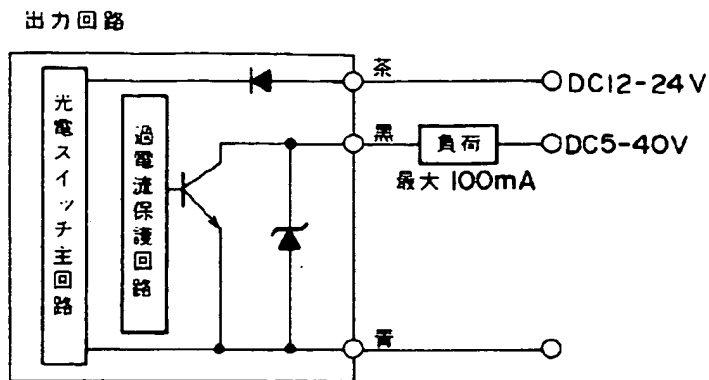 出力回路
茶
DC12-24V
光電スイッチ主回路
過電流保護回路
黒
負荷
DC5-40V
最大 100mA
青